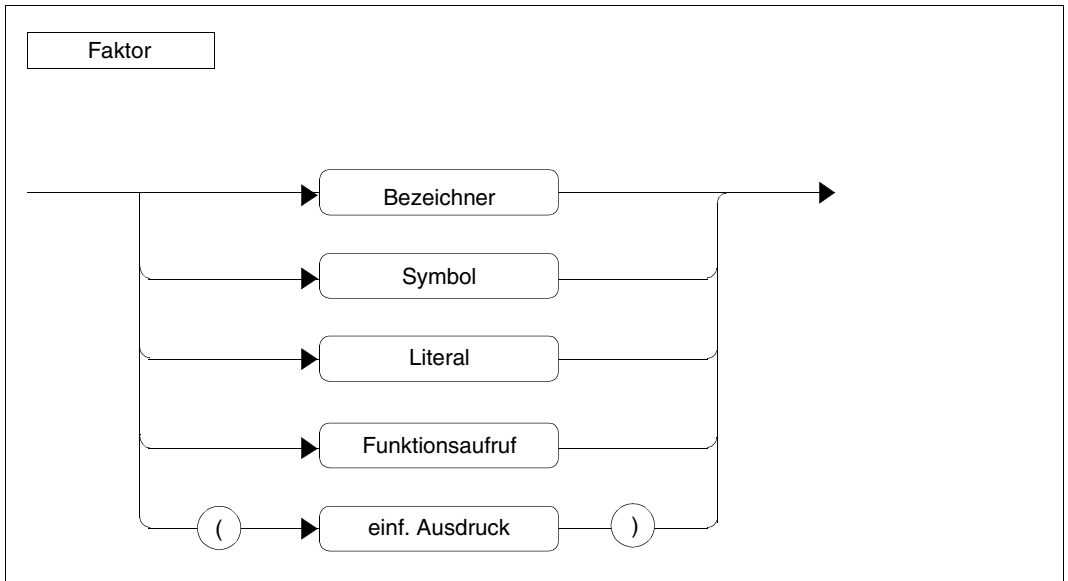 Faktor
Bezeichner
Symbol
Literal
Funktionsaufruf
( einf. Ausdruck )